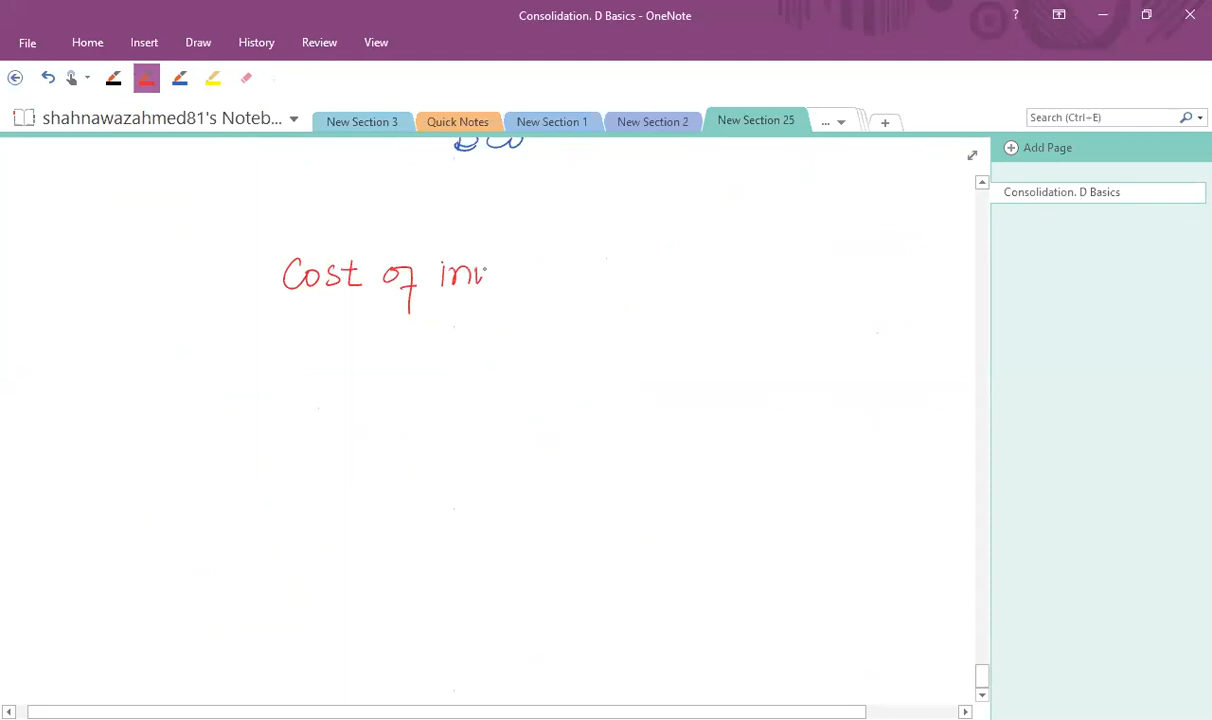 Consolidation. D Basics - OneNote
?
File Home Insert Draw History Review View
shahnawazahmed81's Noteb...
New Section 3 Quick Notes New Section 1 New Section 2 New Section 25 ...
Search (Ctrl+E)
Add Page
Consolidation. D Basics
Cost of inv